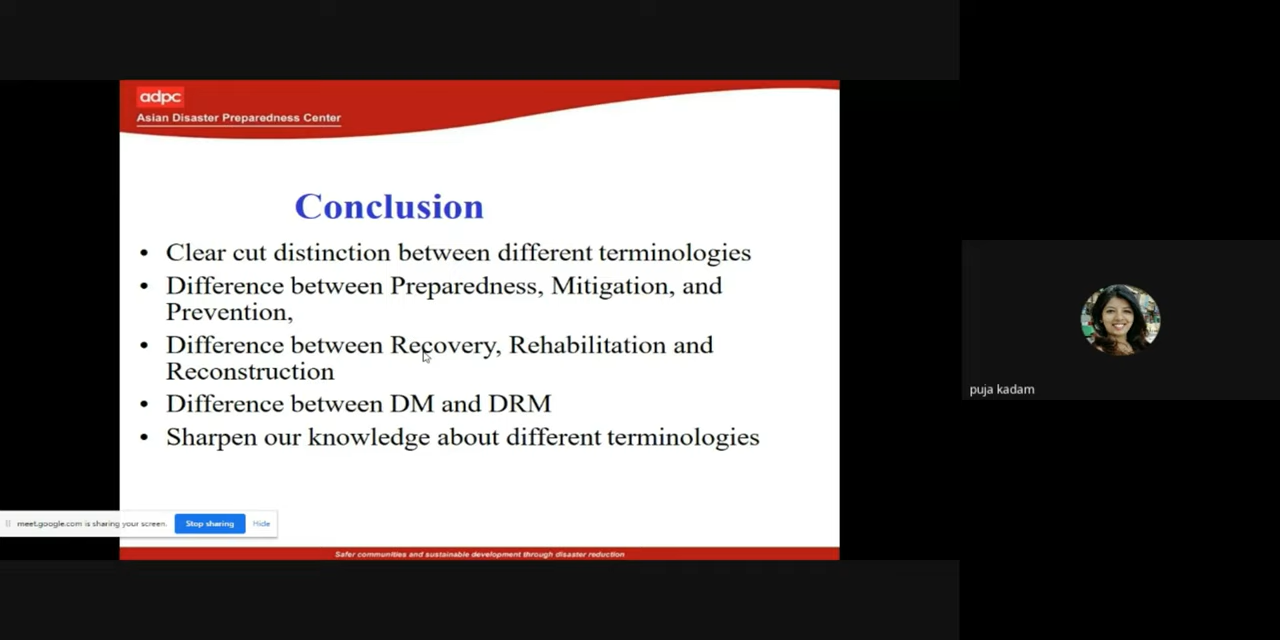 adpc
Asian Disaster Preparedness Center
Conclusion
• Clear cut distinction between different terminologies
• Difference between Preparedness, Mitigation, and
Prevention,
• Difference between Recovery, Rehabilitation and
Reconstruction
• Difference between DM and DRM
• Sharpen our knowledge about different terminologies
meet.google.com is sharing your screen. Stop sharing Hide
Safer communities and sustainable development through disaster reduction
puja kadam